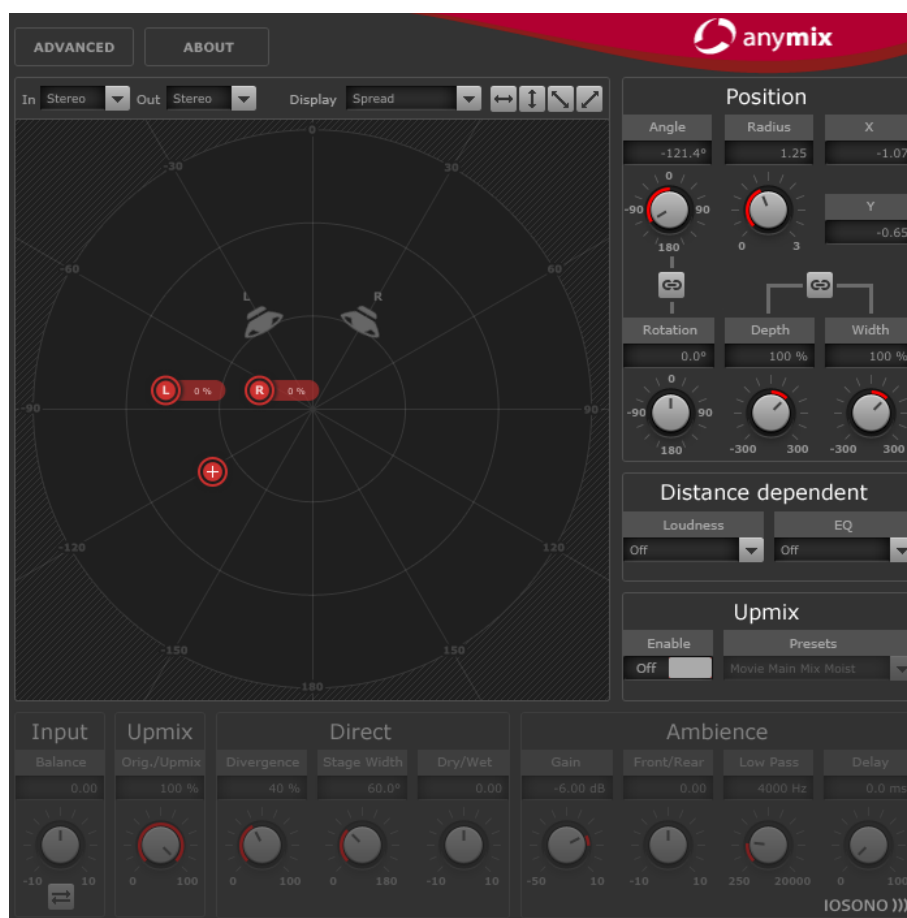 ADVANCED ABOUT anymix
In Stereo Out Stereo Display Spread
Position
Angle Radius X
-121.4° 1.25 -1.07
0
-90 90
180
0 3
Y
-0.65
Rotation Depth Width
0.0° 100 % 100 %
0
-90 90
180
-300 300 -300 300
0
-30 30
-60 60
L R
L 0 % R 0 %
-90 90
-120 120
-150 150
180
Distance dependent
Loudness EQ
Off Off
Upmix
Enable Presets
Off Movie Main Mix Moist
Input Upmix Direct Ambience
Balance Orig./Upmix Divergence Stage Width Dry/Wet Gain Front/Rear Low Pass Delay
0.00 100 % 40 % 60.0° 0.00 -6.00 dB 0.00 4000 Hz 0.0 ms
-10 10 0 100 0 100 0 180 -10 10 -50 10 -10 10 250 20000 0 100
IOSONO